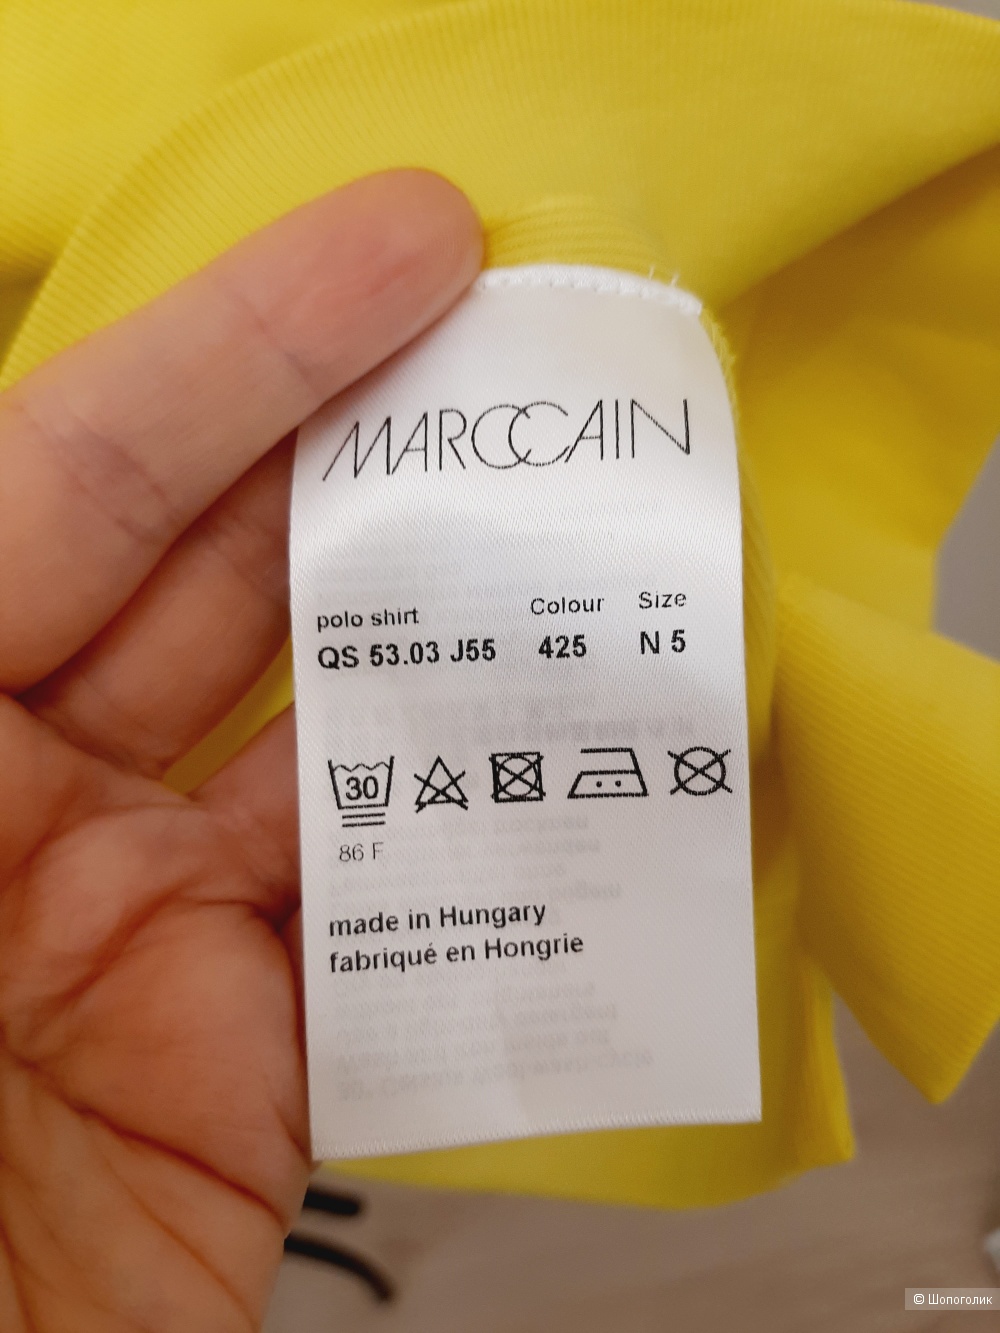 MARCCAIN
polo shirt Colour Size
QS 53.03 J55 425 N 5
30
86 F
made in Hungary
fabriqué en Hongrie
© Шопоголик